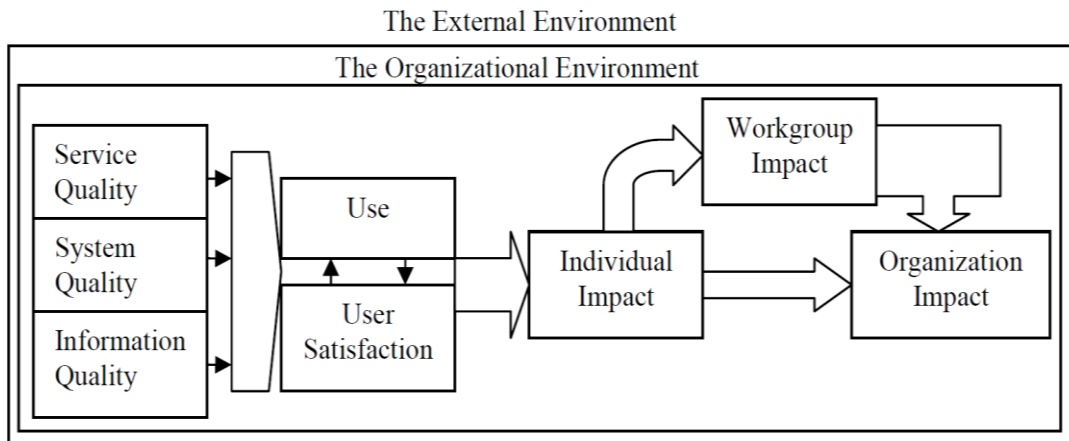 The External Environment
The Organizational Environment
Service
Quality
System
Quality
Information
Quality
Use
User
Satisfaction
Individual
Impact
Workgroup
Impact
Organization
Impact